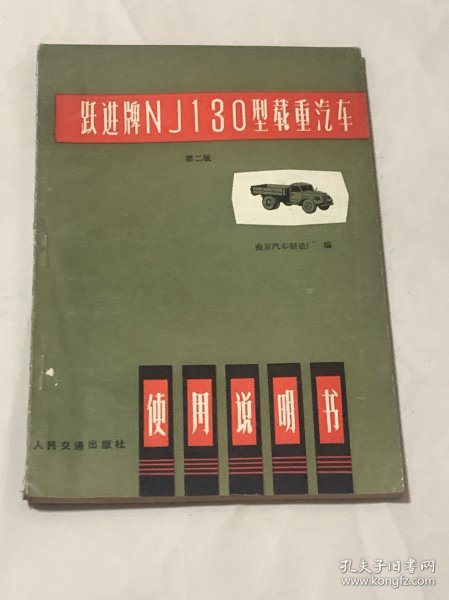 跃进牌NJ130型载重汽车
第二版
南京汽车制造厂 编
使用说明书
人民交通出版社
孔夫子旧书网
www.kongfz.com